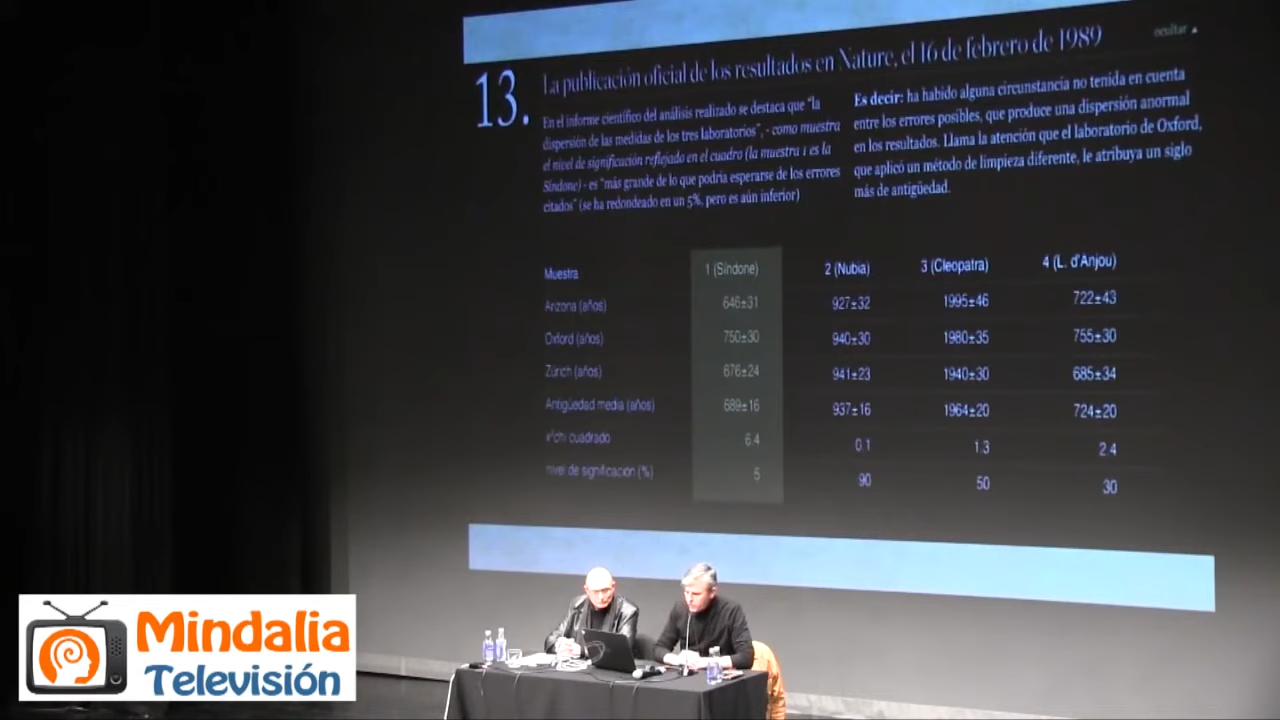 13.
La publicación oficial de los resultados en Nature, el 16 de febrero de 1989
ocultar ▲
En el informe científico del análisis realizado se destaca que "la
dispersión de las medidas de los tres laboratorios", - como muestra
el nivel de significación reflejado en el cuadro (la muestra 1 es la
Síndone) - es "más grande de lo que podría esperarse de los errores
citados" (se ha redondeado en un 5%, pero es aún inferior)
Es decir: ha habido alguna circunstancia no tenida en cuenta
entre los errores posibles, que produce una dispersión anormal
en los resultados. Llama la atención que el laboratorio de Oxford,
que aplicó un método de limpieza diferente, le atribuya un siglo
más de antigüedad.
Muestra 1 (Síndone) 2 (Nubia) 3 (Cleopatra) 4 (L. d'Anjou)
Arizona (años) 646±31 927±32 1995±46 722±43
Oxford (años) 750±30 940±30 1980±35 755±30
Zúrich (años) 676±24 941±23 1940±30 685±34
Antigüedad media (años) 689±16 937±16 1964±20 724±20
x²chi cuadrado 6.4 0.1 1.3 2.4
nivel de significación (%) 5 90 50 30
Mindalia
Televisión